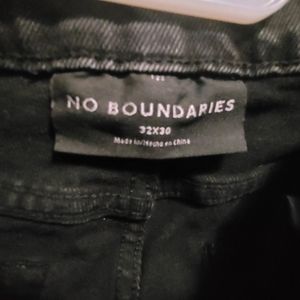 NO BOUNDARIES
32X30
Made in/Hecho en China